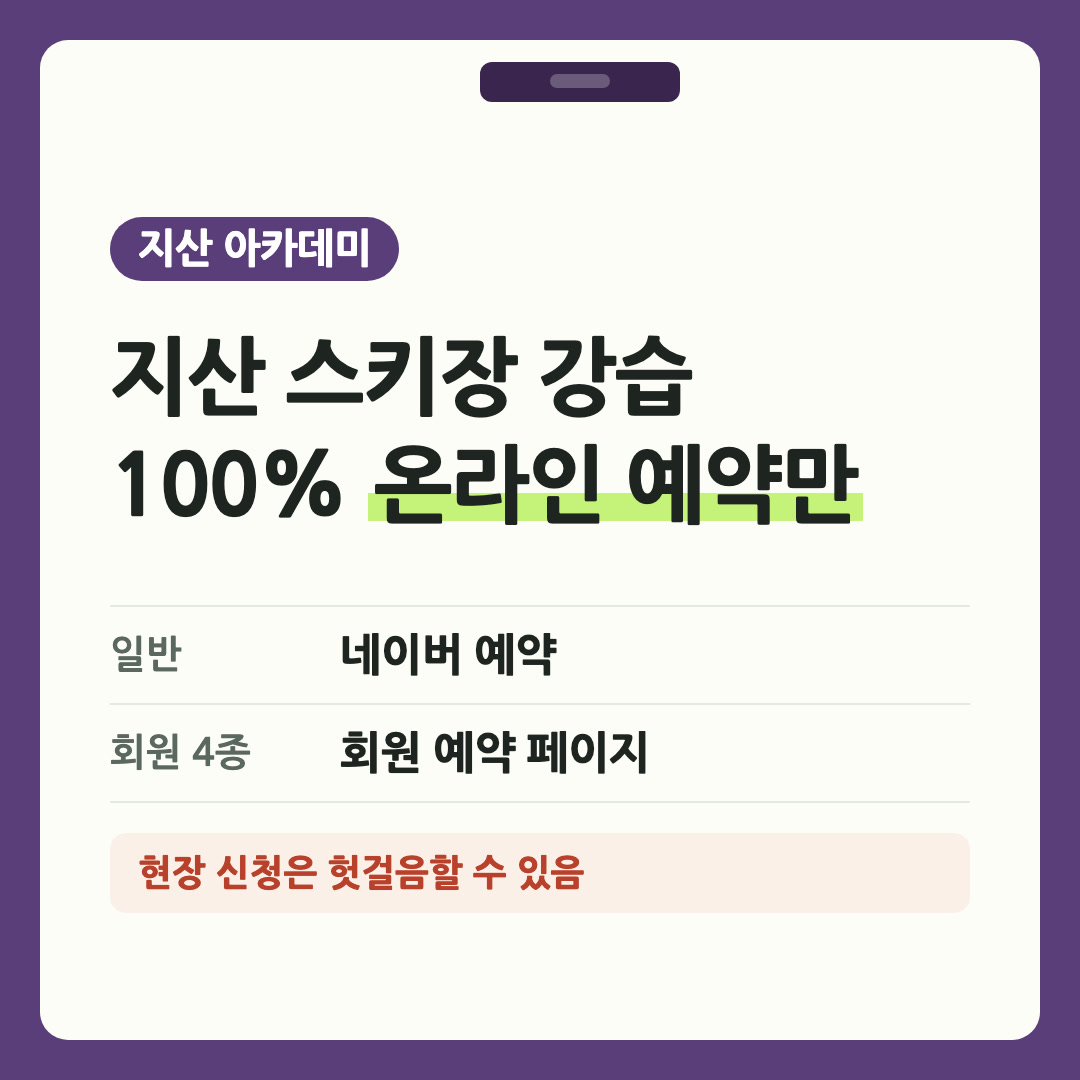 지산 아카데미
지산 스키장 강습
100% 온라인 예약만
일반 네이버 예약
회원 4종 회원 예약 페이지
현장 신청은 헛걸음할 수 있음